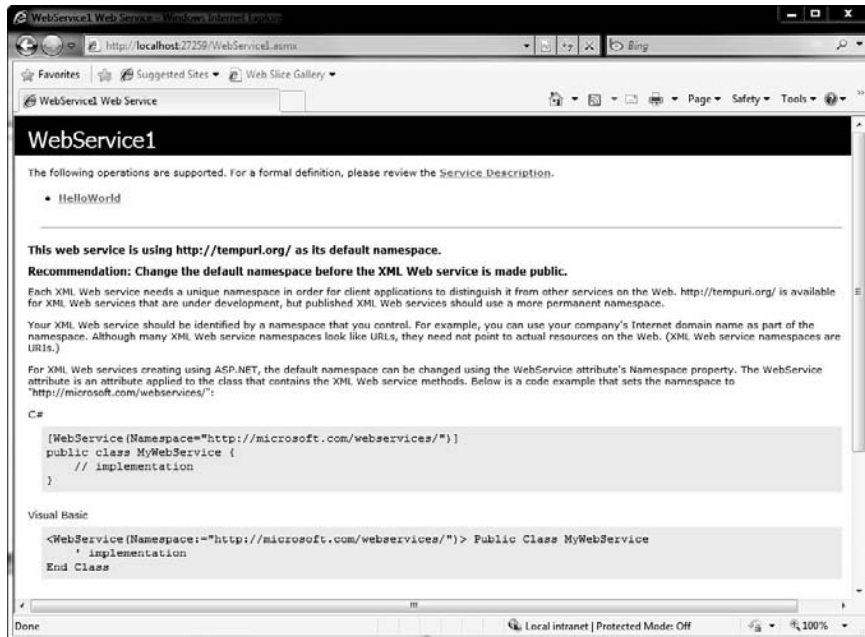 WebService1 Web Service - Windows Internet Explorer
http://localhost:27259/WebService1.asmx
Bing
Favorites
Suggested Sites
Web Slice Gallery
WebService1 Web Service
Page
Safety
Tools
WebService1
The following operations are supported. For a formal definition, please review the Service Description.
• HelloWorld
This web service is using http://tempuri.org/ as its default namespace.
Recommendation: Change the default namespace before the XML Web service is made public.
Each XML Web service needs a unique namespace in order for client applications to distinguish it from other services on the Web. http://tempuri.org/ is available
for XML Web services that are under development, but published XML Web services should use a more permanent namespace.
Your XML Web service should be identified by a namespace that you control. For example, you can use your company's Internet domain name as part of the
namespace. Although many XML Web service namespaces look like URLs, they need not point to actual resources on the Web. (XML Web service namespaces are
URIs.)
For XML Web services creating using ASP.NET, the default namespace can be changed using the WebService attribute's Namespace property. The WebService
attribute is an attribute applied to the class that contains the XML Web service methods. Below is a code example that sets the namespace to
"http://microsoft.com/webservices/":
C#
[WebService(Namespace="http://microsoft.com/webservices/")]
public class MyWebService {
    // implementation
}
Visual Basic
<WebService(Namespace:="http://microsoft.com/webservices/")> Public Class MyWebService
    ' implementation
End Class
Done
Local intranet | Protected Mode: Off
100%